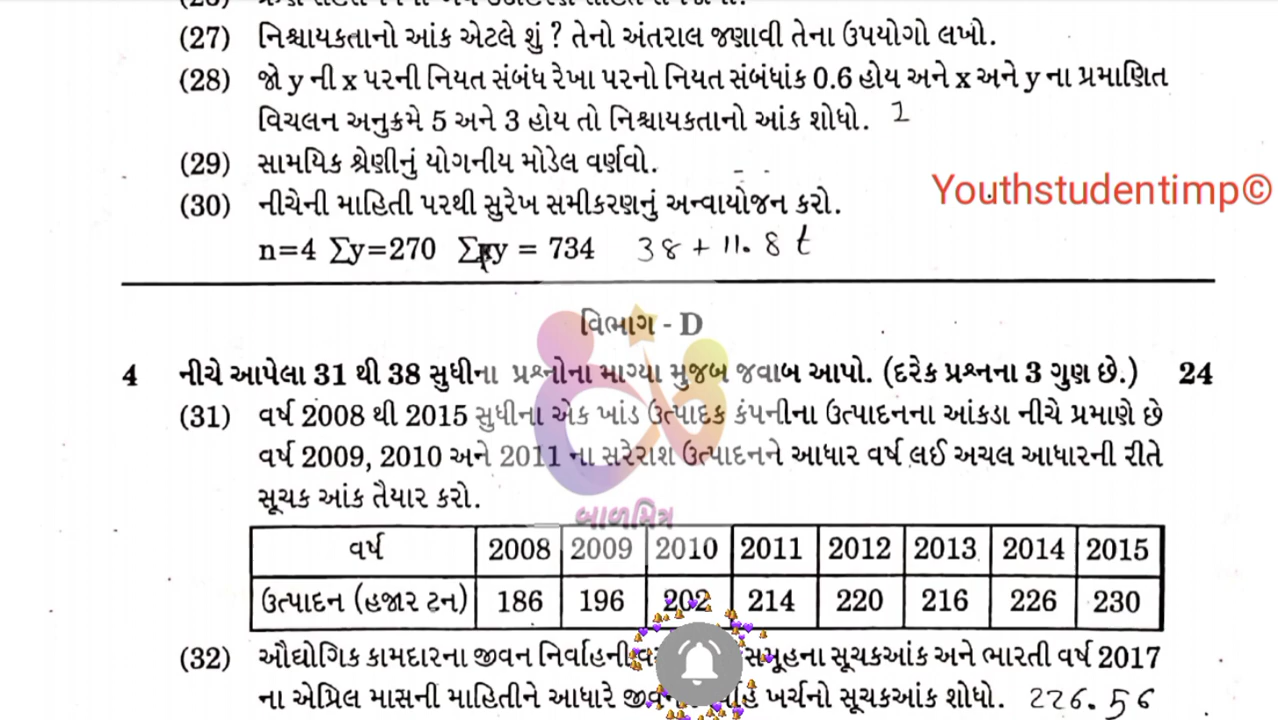 (27) નિશ્ચાયકતાનો આંક એટલે શું ? તેનો અંતરાલ જણાવી તેના ઉપયોગો લખો.
(28) જો y ની x પરની નિયત સંબંધ રેખા પરનો નિયત સંબંધાંક 0.6 હોય અને x અને y ના પ્રમાણિત
વિચલન અનુક્રમે 5 અને 3 હોય તો નિશ્ચાયકતાનો આંક શોધો. 1
(29) સામયિક શ્રેણીનું યોગનીય મોડેલ વર્ણવો.
Youthstudentimp©
(30) નીચેની માહિતી પરથી સુરેખ સમીકરણનું અન્વાયોજન કરો.
n=4 ∑y=270 = 734 38 + 11.8 t
વિભાગ - D
4 નીચે આપેલા 31 થી 38 સુધીના પ્રશ્નોના માગ્યા મુજબ જવાબ આપો. (દરેક પ્રશ્નના 3 ગુણ છે.) 24
(31) વર્ષ 2008 થી 2015 સુધીના એક ખાંડ ઉત્પાદક કંપનીના ઉત્પાદનના આંકડા નીચે પ્રમાણે છે
વર્ષ 2009, 2010 અને 2011 ના સરેરાશ ઉત્પાદનને આધાર વર્ષ લઈ અચલ આધારની રીતે
સૂચક આંક તૈયાર કરો.
બાળમિત્ર
વર્ષ 2008 2009 2010 2011 2012 2013 2014 2015
ઉત્પાદન (હજાર ટન) 186 196 202 214 220 216 226 230
(32) ઔદ્યોગિક કામદારના જીવન નિર્વાહની સમૂહના સૂચકઆંક અને ભારતી વર્ષ 2017
ના એપ્રિલ માસની માહિતીને આધારે ખર્ચનો સૂચકઆંક શોધો. 226.56